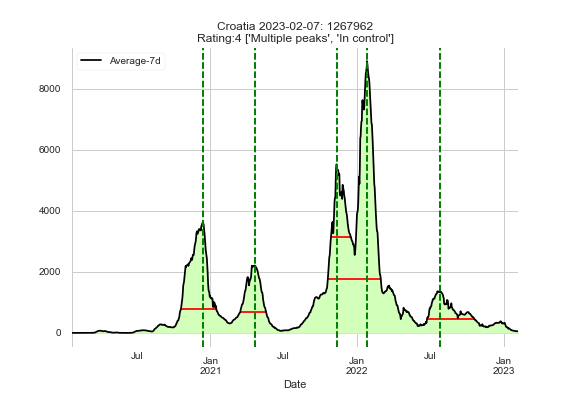 Croatia 2023-02-07: 1267962
Rating:4 ['Multiple peaks', 'In control']
Average-7d
8000
6000
4000
2000
0
Jul
Jan
2021
Jul
Jan
2022
Jul
Jan
2023
Date